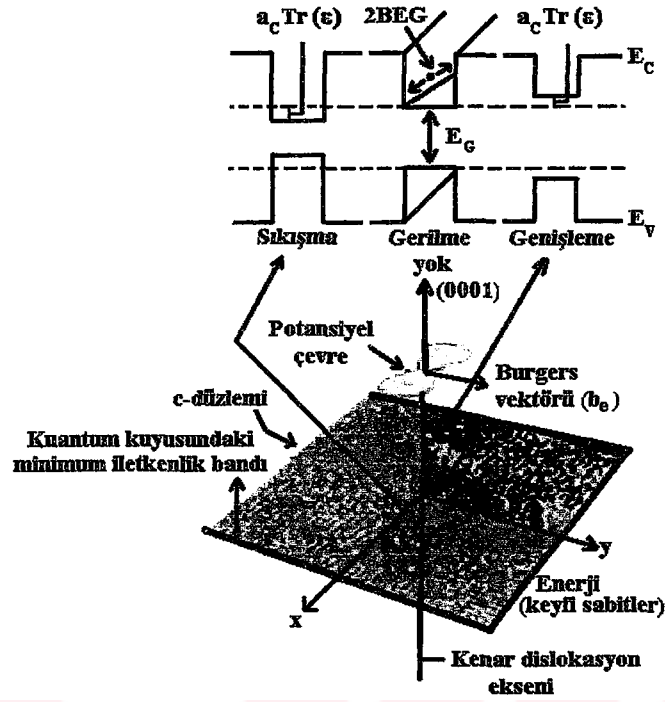 a_C Tr (ε)
2BEG
a_C Tr (ε)
E_C
E_G
E_V
Sıkışma
Gerilme
yok
Genişleme
(0001)
Potansiyel
çevre
Burgers
vektörü (b_e)
c-düzlemi
Kuantum kuyusundaki
minimum iletkenlik bandı
y
x
Enerji
(keyfi sabitler)
Kenar dislokasyon
ekseni